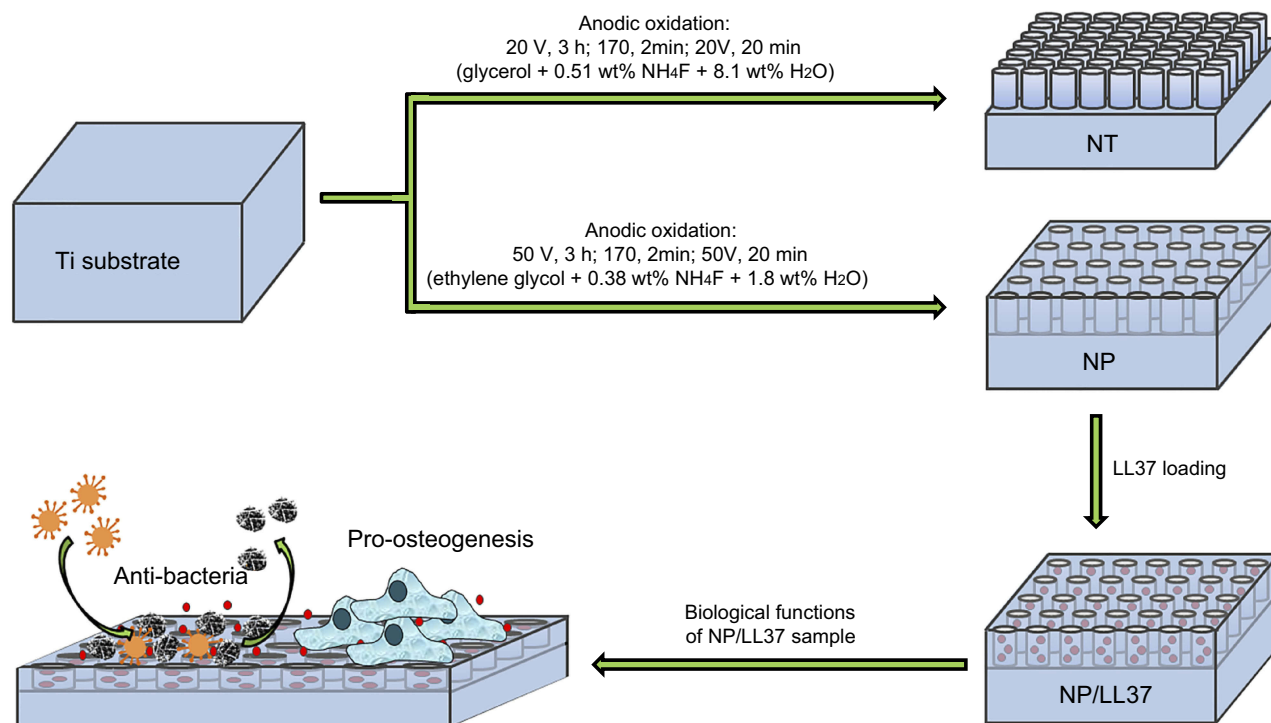 Anodic oxidation:
20 V, 3 h; 170, 2min; 20V, 20 min
(glycerol + 0.51 wt% NH4F + 8.1 wt% H2O)
NT
Ti substrate
Anodic oxidation:
50 V, 3 h; 170, 2min; 50V, 20 min
(ethylene glycol + 0.38 wt% NH4F + 1.8 wt% H2O)
NP
LL37 loading
Anti-bacteria
Pro-osteogenesis
Biological functions
of NP/LL37 sample
NP/LL37